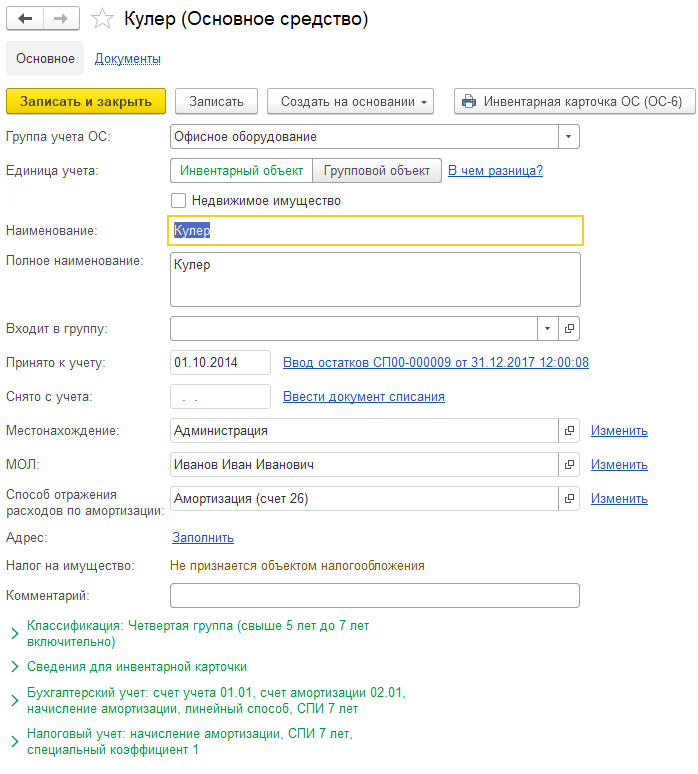 Кулер (Основное средство)
Основное Документы
Записать и закрыть Записать Создать на основании Инвентарная карточка ОС (ОС-6)
Группа учета ОС: Офисное оборудование
Единица учета: Инвентарный объект Групповой объект В чем разница?
Недвижимое имущество
Наименование: Кулер
Полное наименование: Кулер
Входит в группу:
Принято к учету: 01.10.2014 Ввод остатков СП00-000009 от 31.12.2017 12:00:08
Снято с учета: . . Ввести документ списания
Местонахождение: Администрация Изменить
МОЛ: Иванов Иван Иванович Изменить
Способ отражения
расходов по амортизации: Амортизация (счет 26) Изменить
Адрес: Заполнить
Налог на имущество: Не признается объектом налогообложения
Комментарий:
Классификация: Четвертая группа (свыше 5 лет до 7 лет
включительно)
Сведения для инвентарной карточки
Бухгалтерский учет: счет учета 01.01, счет амортизации 02.01,
начисление амортизации, линейный способ, СПИ 7 лет
Налоговый учет: начисление амортизации, СПИ 7 лет,
специальный коэффициент 1